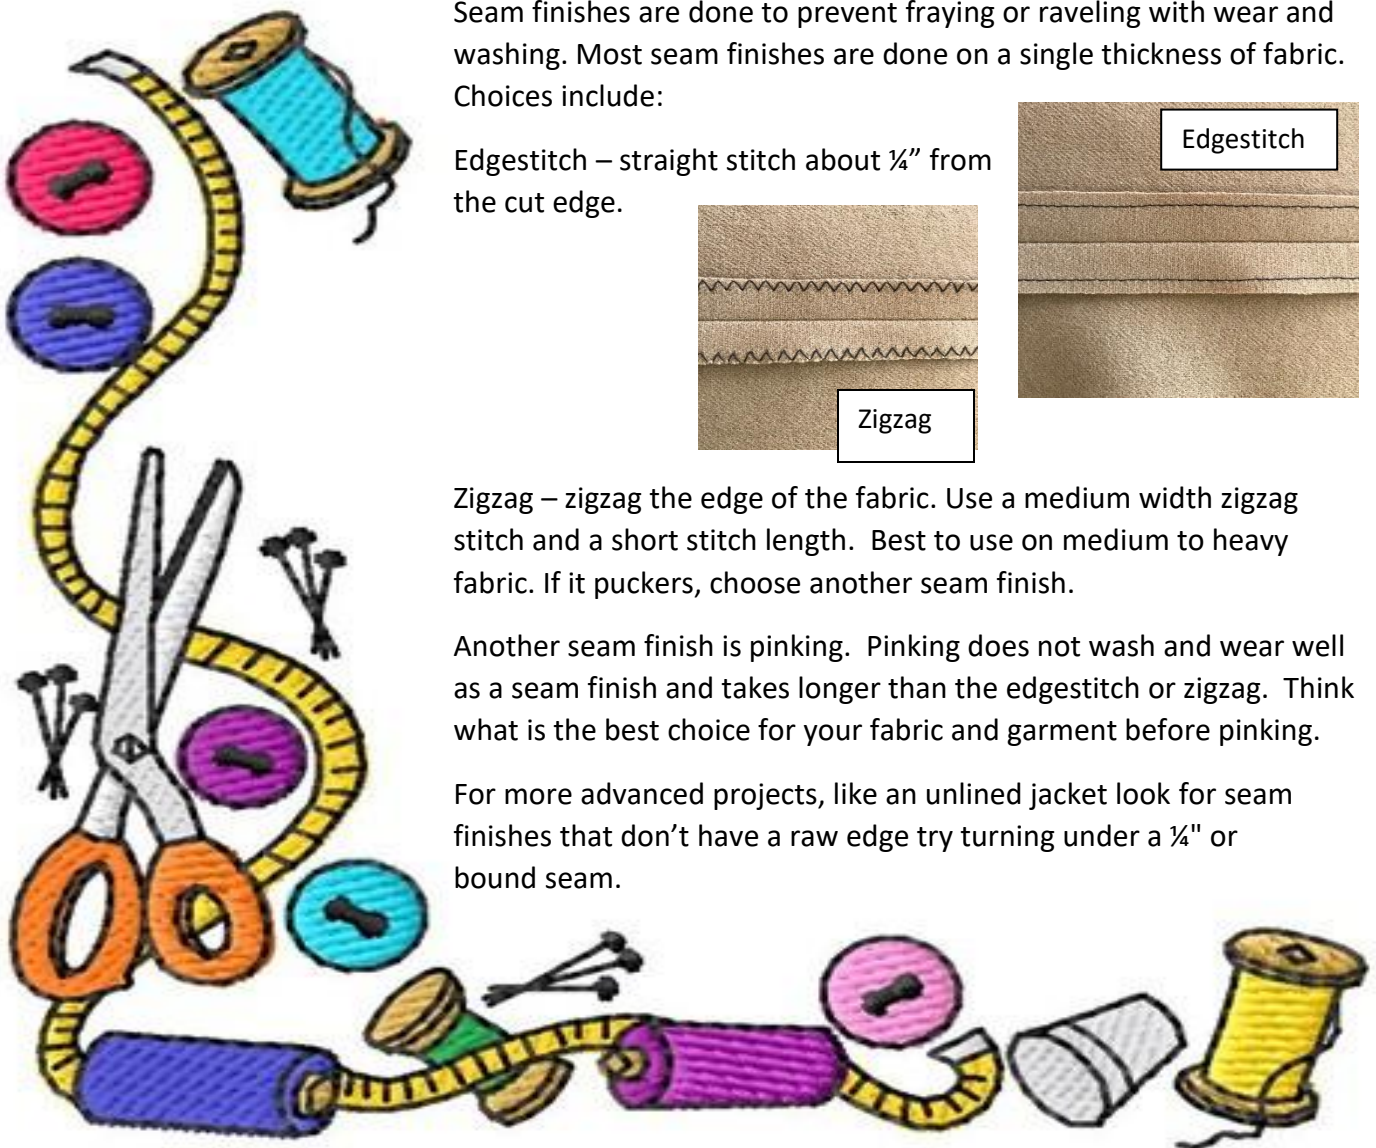 Seam finishes are done to prevent fraying or raveling with wear and
washing. Most seam finishes are done on a single thickness of fabric.
Choices include:
Edgestitch – straight stitch about ¼” from
the cut edge.
Edgestitch
Zigzag
Zigzag – zigzag the edge of the fabric. Use a medium width zigzag
stitch and a short stitch length.  Best to use on medium to heavy
fabric. If it puckers, choose another seam finish.
Another seam finish is pinking.  Pinking does not wash and wear well
as a seam finish and takes longer than the edgestitch or zigzag.  Think
what is the best choice for your fabric and garment before pinking.
For more advanced projects, like an unlined jacket look for seam
finishes that don’t have a raw edge try turning under a ¼" or
bound seam.